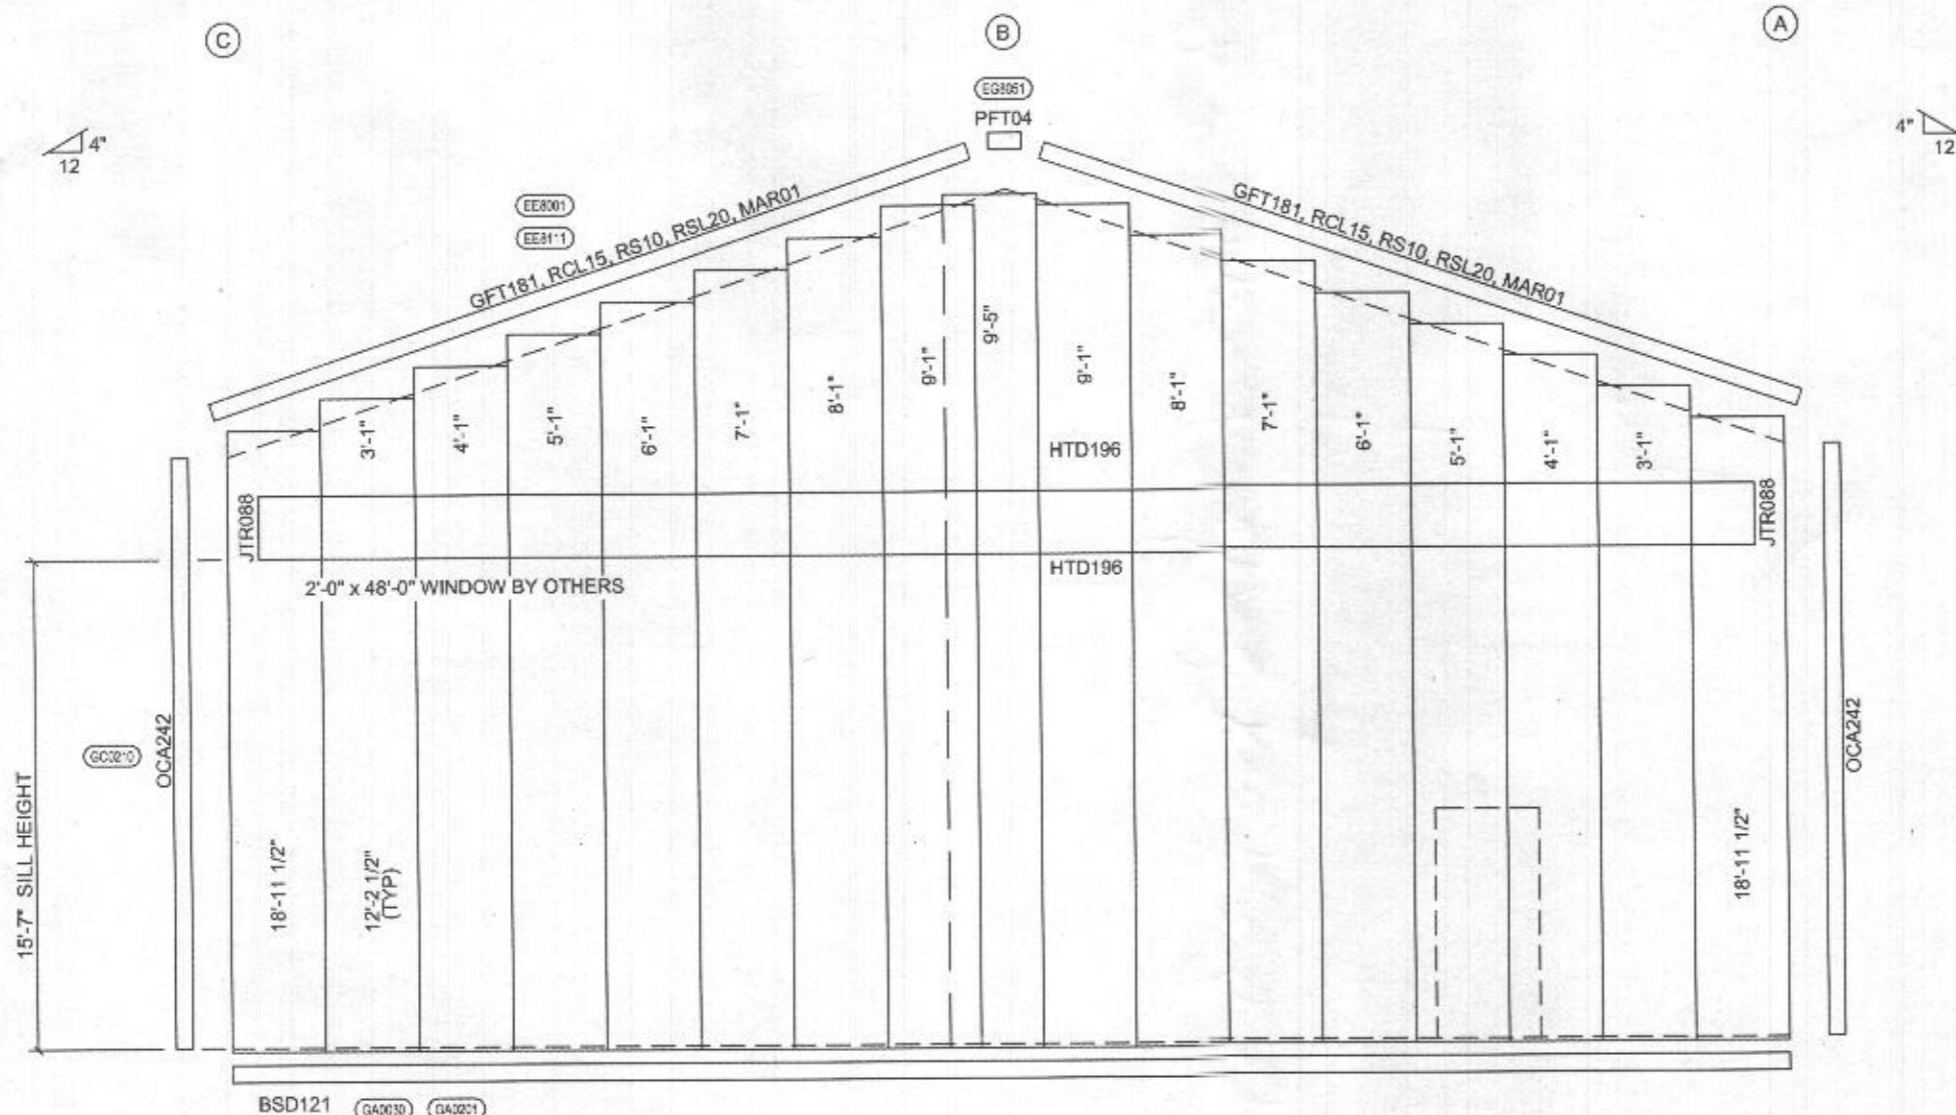 C
B
A
EG8051
PFT04
4"
12
4"
12
EE8001
EE8111
GFT181, RCL15, RS10, RSL20, MAR01
GFT181, RCL15, RS10, RSL20, MAR01
3'-1"
4'-1"
5'-1"
6'-1"
7'-1"
8'-1"
9'-1"
9'-5"
9'-1"
8'-1"
7'-1"
6'-1"
5'-1"
4'-1"
3'-1"
HTD196
JTR088
JTR088
HTD196
2'-0" x 48'-0" WINDOW BY OTHERS
15'-7" SILL HEIGHT
GC0210
OCA242
OCA242
18'-11 1/2"
12'-2 1/2"
(TYP)
18'-11 1/2"
BSD121
GA0030
GA0201